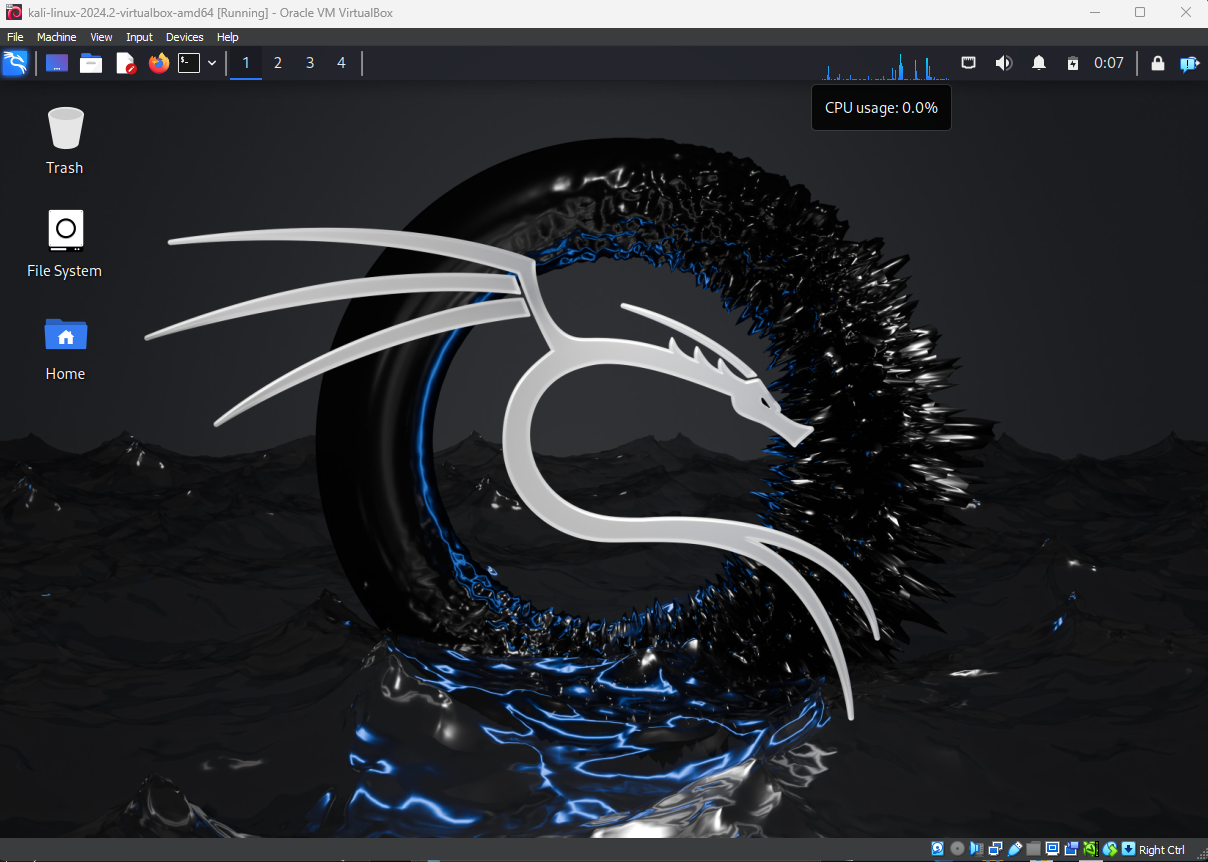 kali-linux-2024.2-virtualbox-amd64 [Running] - Oracle VM VirtualBox
File Machine View Input Devices Help
1 2 3 4 0:07
CPU usage: 0.0%
Trash
File System
Home
Right Ctrl